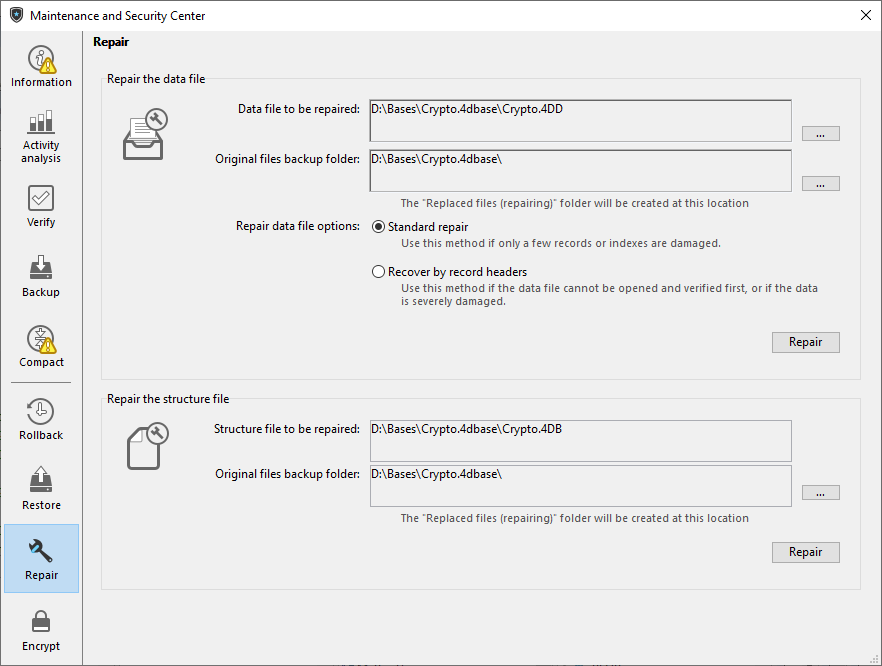 Maintenance and Security Center
Information
Activity
analysis
Verify
Backup
Compact
Rollback
Restore
Repair
Encrypt
Repair
Repair the data file
Data file to be repaired:
D:\Bases\Crypto.4dbase\Crypto.4DD
...
Original files backup folder:
D:\Bases\Crypto.4dbase\
...
The "Replaced files (repairing)" folder will be created at this location
Repair data file options:
Standard repair
Use this method if only a few records or indexes are damaged.
Recover by record headers
Use this method if the data file cannot be opened and verified first, or if the data
is severely damaged.
Repair
Repair the structure file
Structure file to be repaired:
D:\Bases\Crypto.4dbase\Crypto.4DB
Original files backup folder:
D:\Bases\Crypto.4dbase\
...
The "Replaced files (repairing)" folder will be created at this location
Repair